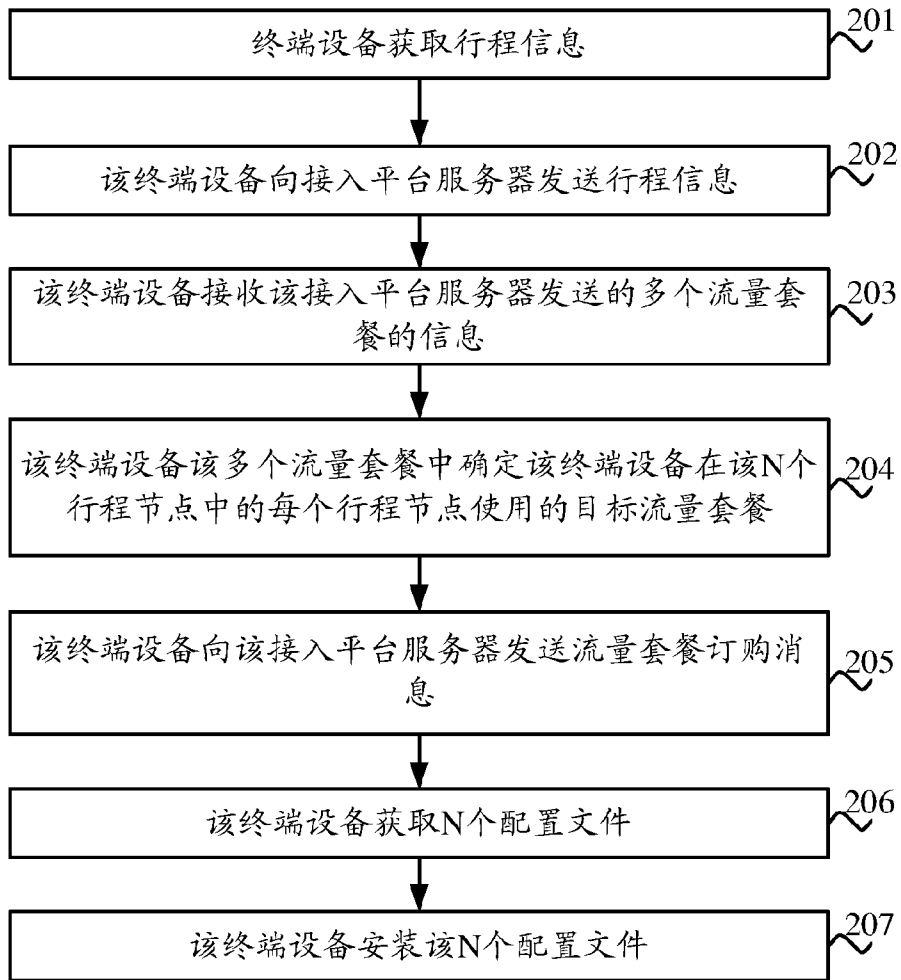 终端设备获取行程信息
201
该终端设备向接入平台服务器发送行程信息
202
该终端设备接收该接入平台服务器发送的多个流量套
餐的信息
203
该终端设备该多个流量套餐中确定该终端设备在该N个
行程节点中的每个行程节点使用的目标流量套餐
204
该终端设备向该接入平台服务器发送流量套餐订购消
息
205
该终端设备获取N个配置文件
206
该终端设备安装该N个配置文件
207